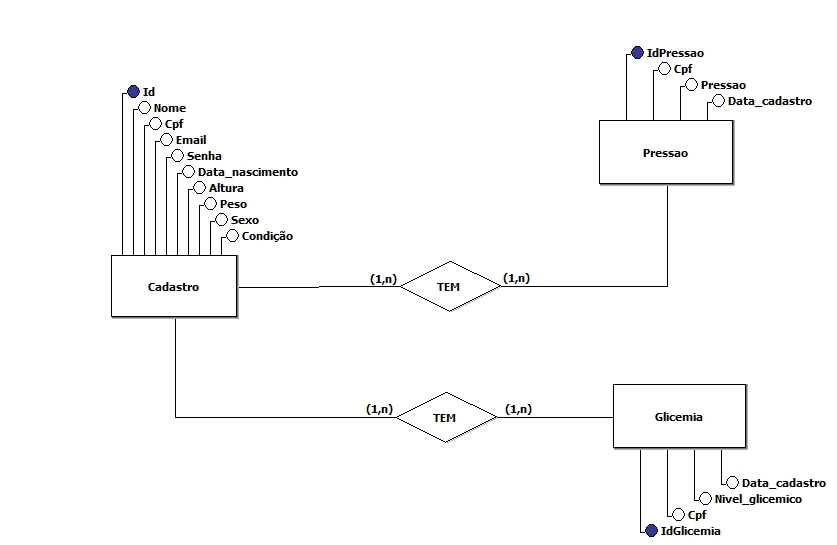 IdPressao
Cpf
Pressao
Data_cadastro
Pressao
Id
Nome
Cpf
Email
Senha
Data_nascimento
Altura
Peso
Sexo
Condição
Cadastro
(1,n)
TEM
(1,n)
(1,n)
TEM
(1,n)
Glicemia
Data_cadastro
Nivel_glicemico
Cpf
IdGlicemia